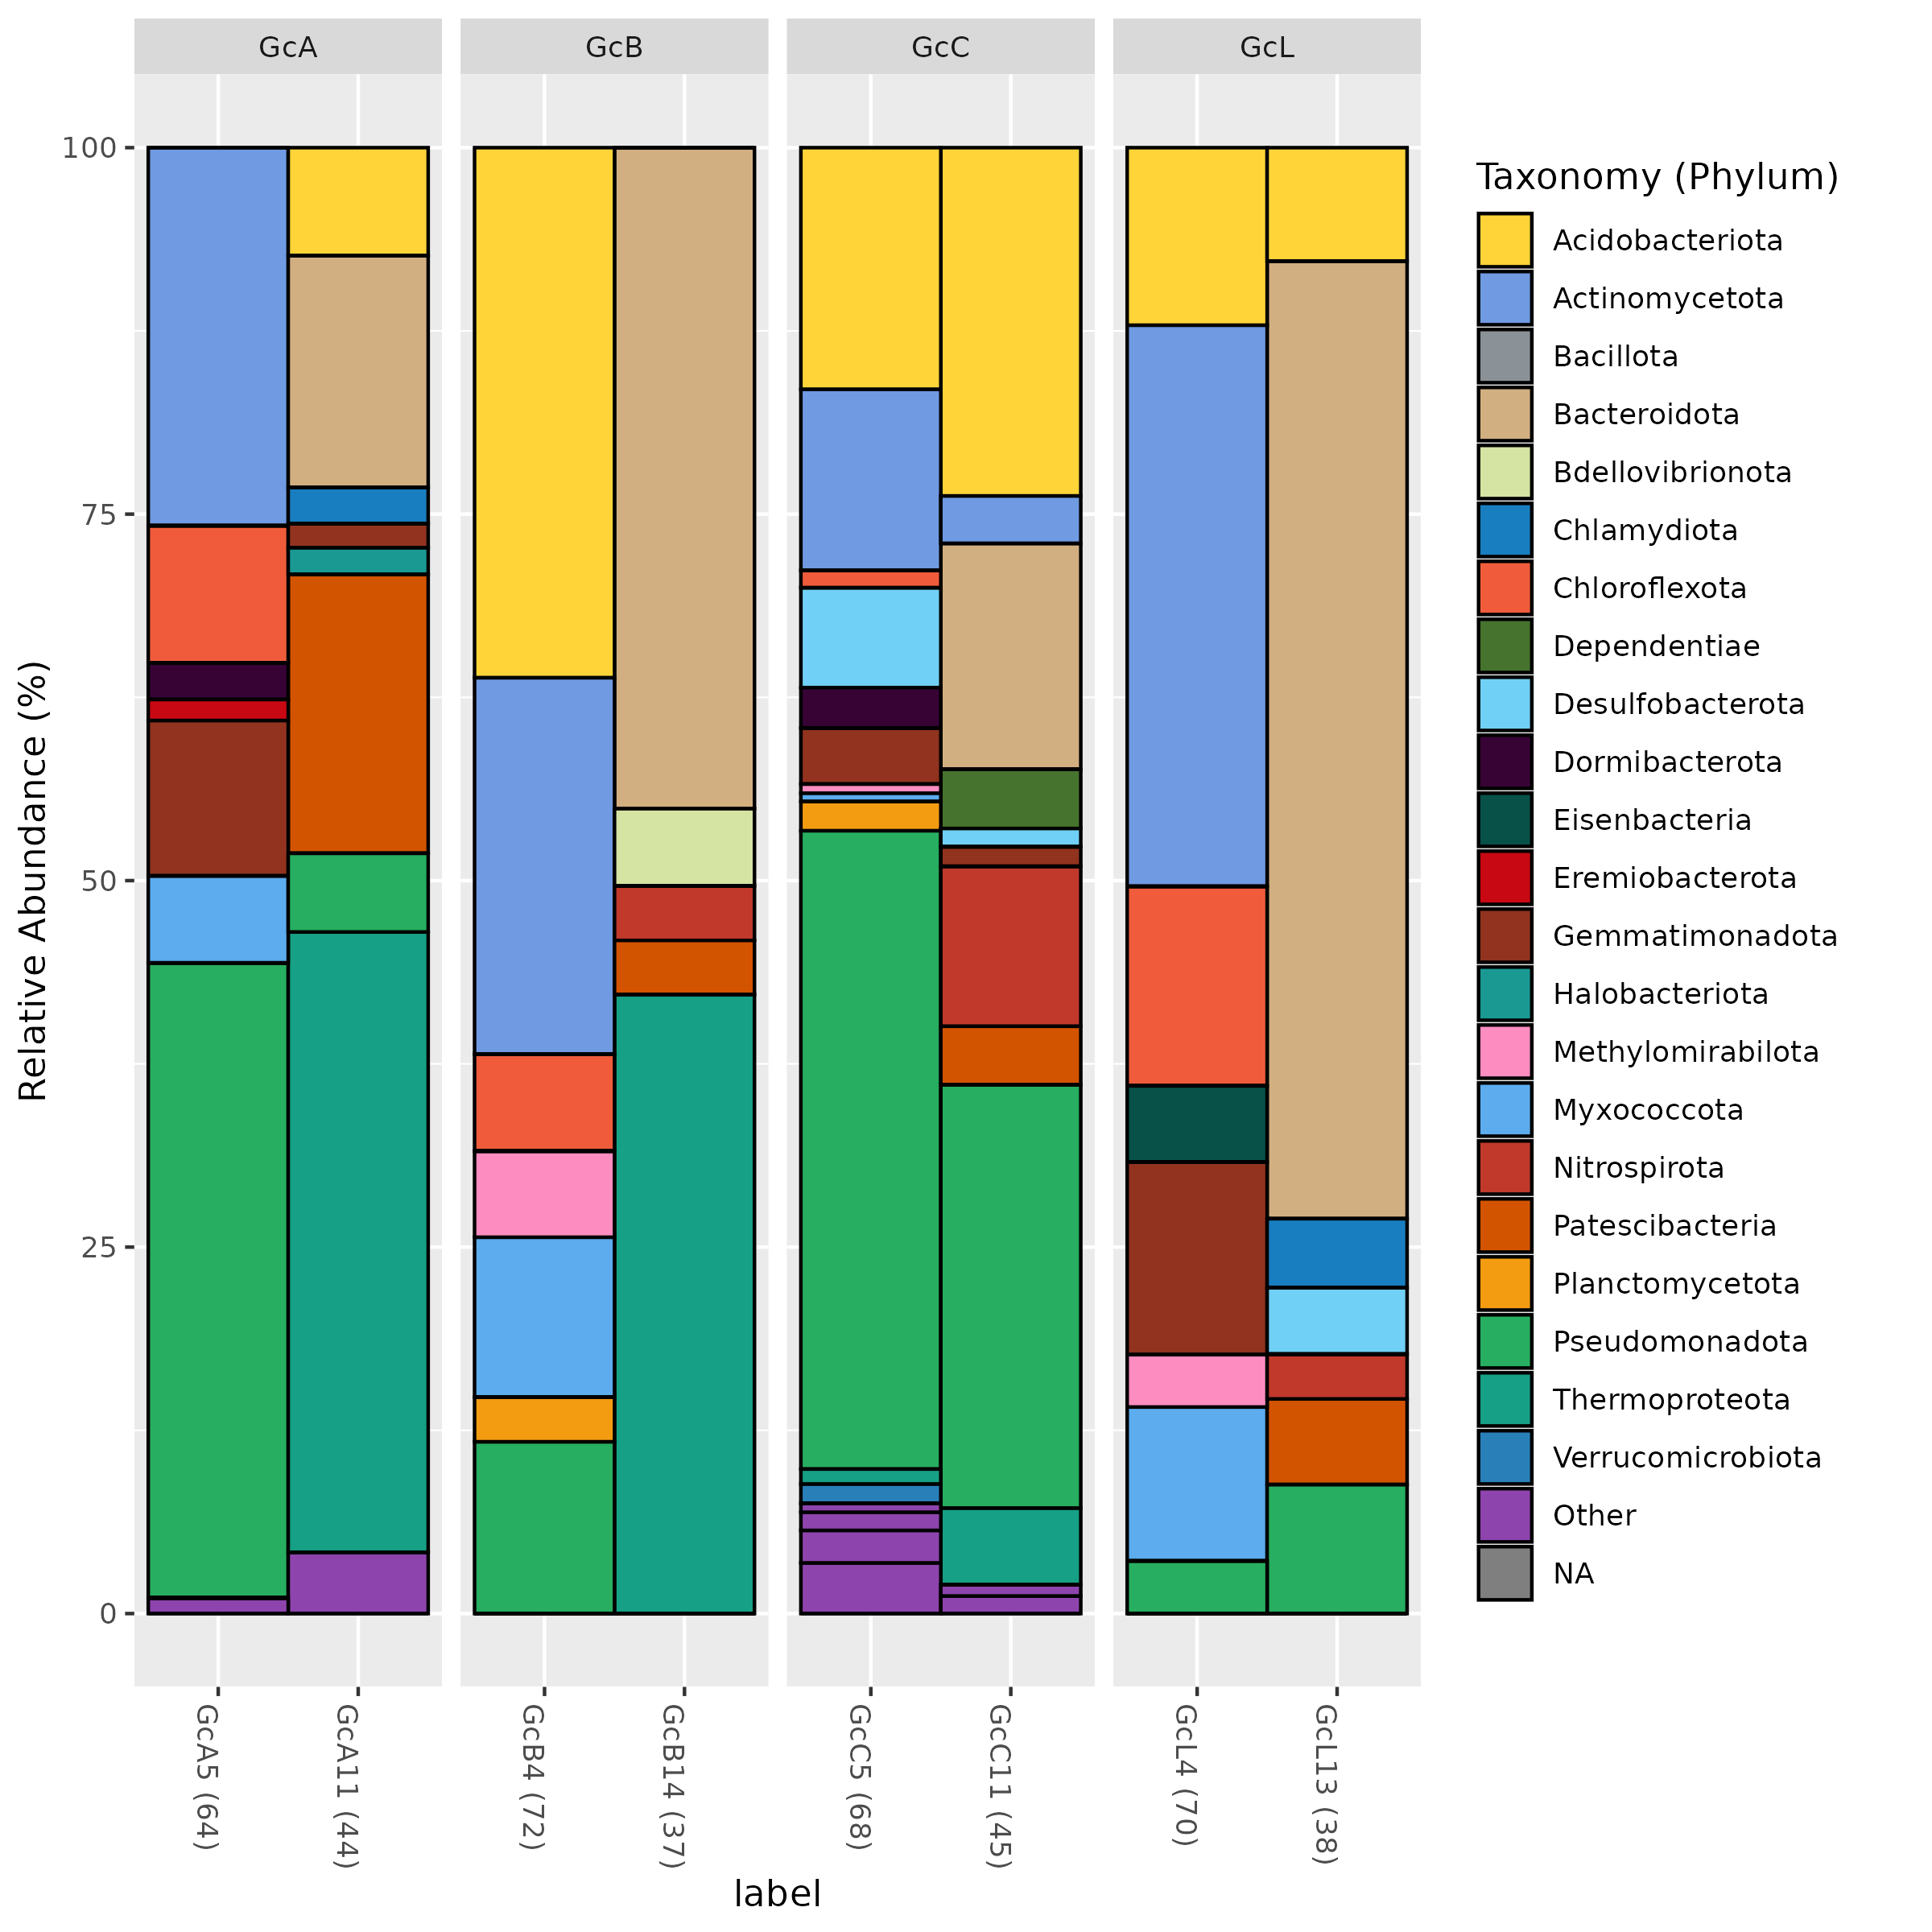 GcA
GcB
GcC
GcL
Relative Abundance (%)
100
75
50
25
0
GcA5 (64)
GcA11 (44)
GcB4 (72)
GcB14 (37)
GcC5 (68)
GcC11 (45)
GcL4 (70)
GcL13 (38)
label
Taxonomy (Phylum)
Acidobacteriota
Actinomycetota
Bacillota
Bacteroidota
Bdellovibrionota
Chlamydiota
Chloroflexota
Dependentiae
Desulfobacterota
Dormibacterota
Eisenbacteria
Eremiobacterota
Gemmatimonadota
Halobacteriota
Methylomirabilota
Myxococcota
Nitrospirota
Patescibacteria
Planctomycetota
Pseudomonadota
Thermoproteota
Verrucomicrobiota
Other
NA